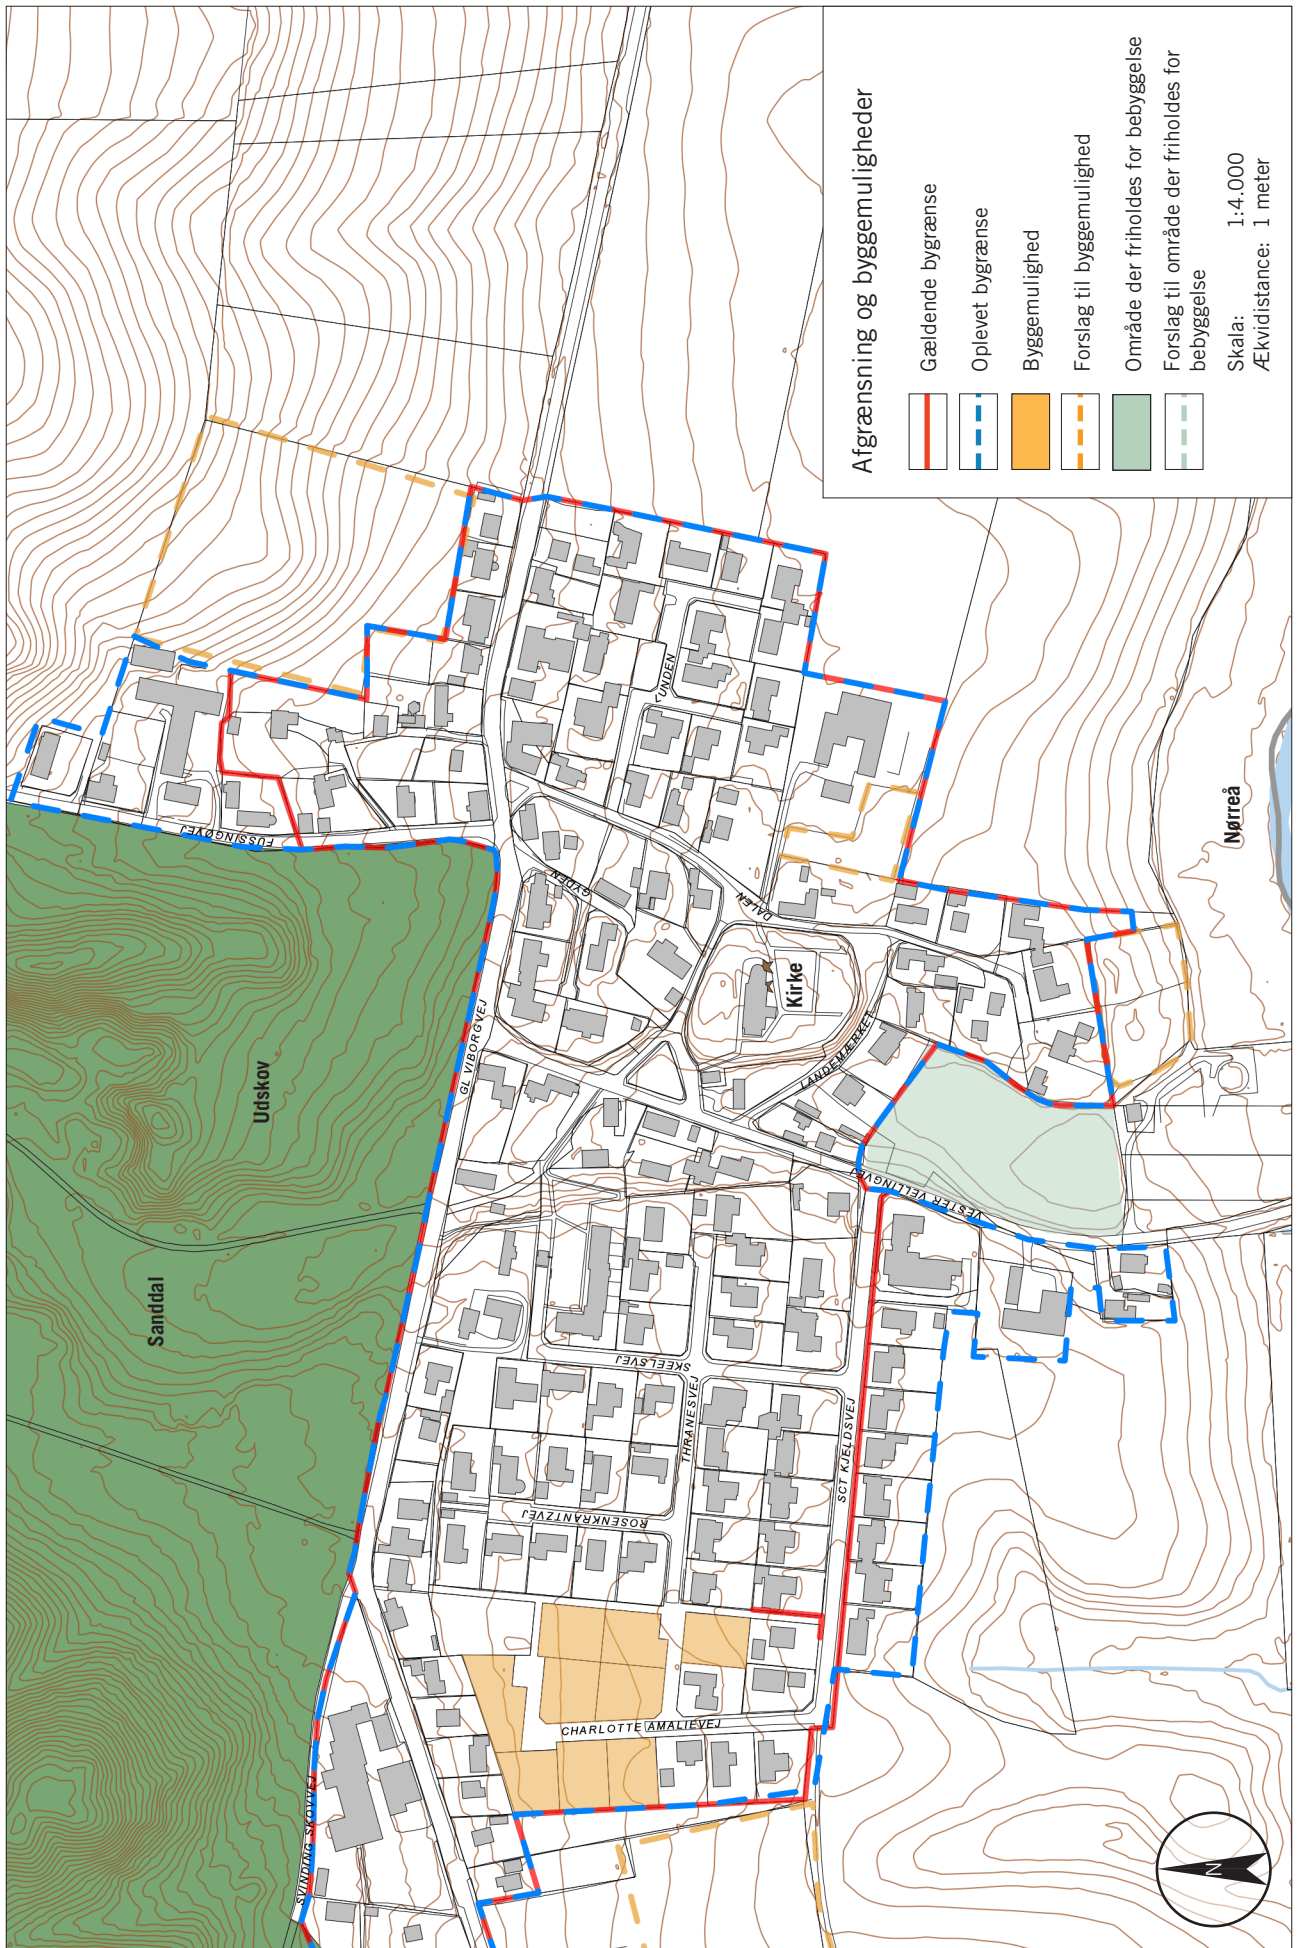 Afgrænsning og byggemuligheder
Gældende bygrænse
Oplevet bygrænse
Byggemulighed
Forslag til byggemulighed
Område der friholdes for bebyggelse
Forslag til område der friholdes for
bebyggelse
Skala: 1:4.000
Ækvidistance: 1 meter
Sanddal
Udskov
Kirke
Nørreå
SVINDING SKOVVEJ
GL VIBORGVEJ
FUSSINGØVEJ
GYDEN
DALEN
LUNDEN
LANDEMÆRKET
VESTER VELLINGVEJ
SKEELSVEJ
THRANESVEJ
ROSENKRANTZVEJ
SCT KJELDSVEJ
CHARLOTTE AMALIEVEJ
N